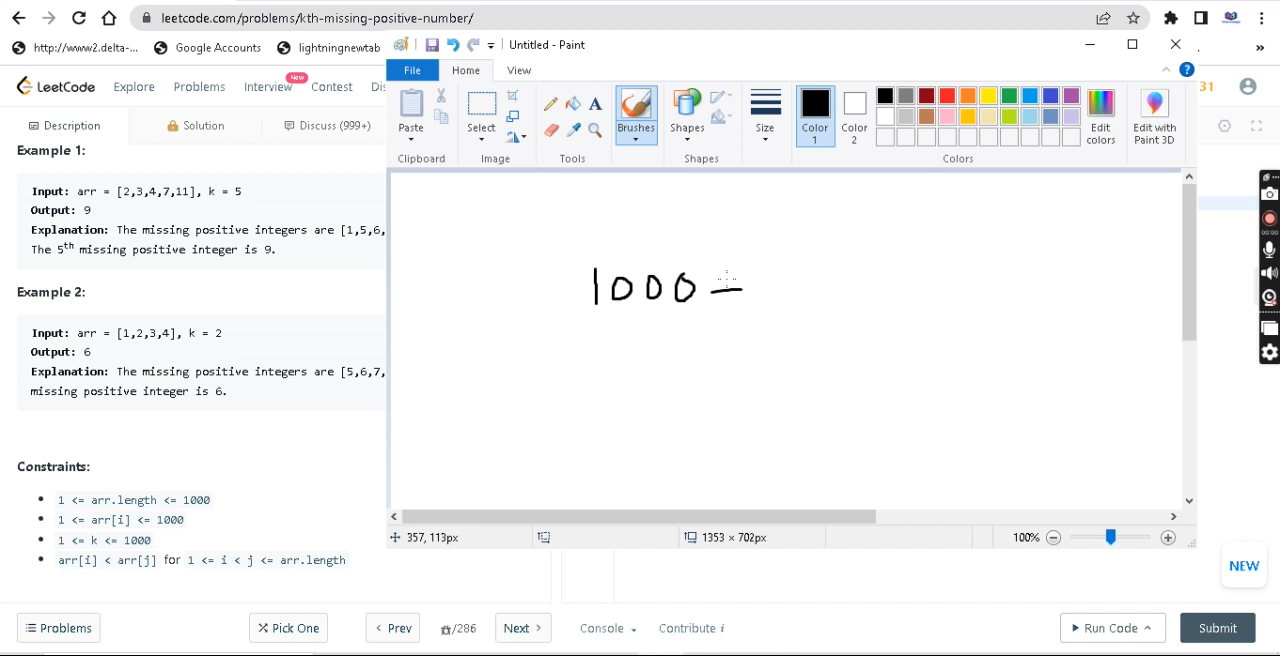 leetcode.com/problems/kth-missing-positive-number/
http://www2.delta-... Google Accounts lightningnewtab »
Untitled - Paint
File Home View
LeetCode Explore Problems Interview New Contest Dis 31
Paste Select Brushes Shapes Size Color 1 Color 2 Edit colors Edit with Paint 3D
Description Solution Discuss (999+)
Clipboard Image Tools Shapes Colors
Example 1:
Input: arr = [2,3,4,7,11], k = 5
Output: 9
Explanation: The missing positive integers are [1,5,6,
The 5th missing positive integer is 9.
1000
Example 2:
Input: arr = [1,2,3,4], k = 2
Output: 6
Explanation: The missing positive integers are [5,6,7,
missing positive integer is 6.
Constraints:
1 <= arr.length <= 1000
1 <= arr[i] <= 1000
1 <= k <= 1000
arr[i] < arr[j] for 1 <= i < j <= arr.length
357, 113px 1353 × 702px 100%
NEW
Problems Pick One < Prev /286 Next > Console Contribute i Run Code Submit